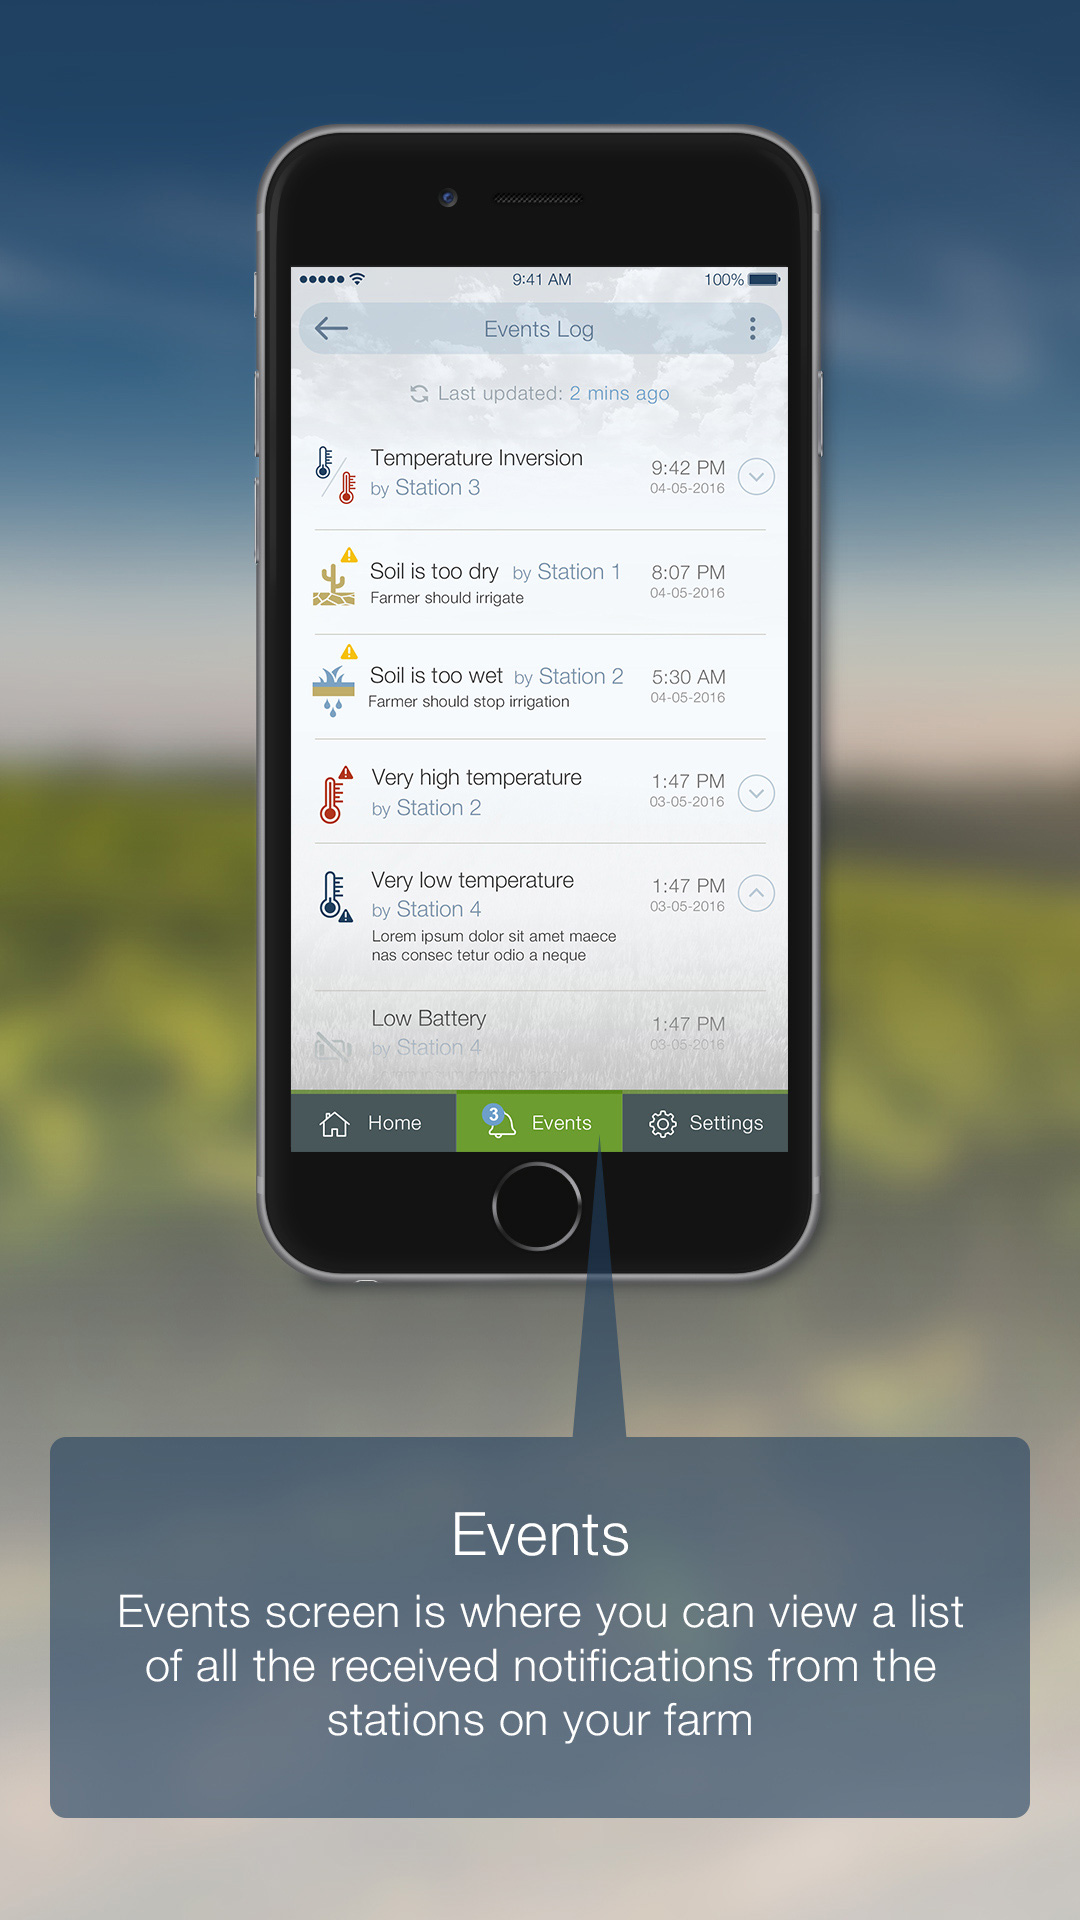 9:41 AM
100%
Events Log
Last updated: 2 mins ago
Temperature Inversion
by Station 3
9:42 PM
04-05-2016
Soil is too dry by Station 1
Farmer should irrigate
8:07 PM
04-05-2016
Soil is too wet by Station 2
Farmer should stop irrigation
5:30 AM
04-05-2016
Very high temperature
by Station 2
1:47 PM
03-05-2016
Very low temperature
by Station 4
Lorem ipsum dolor sit amet maece
nas consec tetur odio a neque
1:47 PM
03-05-2016
Low Battery
by Station 4
1:47 PM
03-05-2016
Home
3
Events
Settings
Events
Events screen is where you can view a list
of all the received notifications from the
stations on your farm